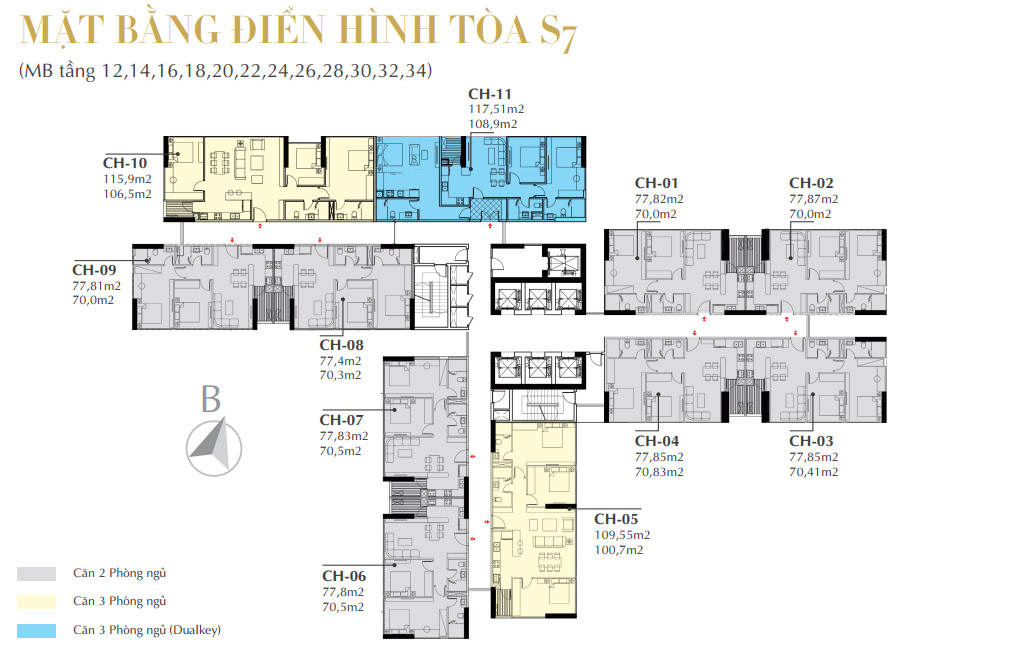 MẶT BẰNG ĐIỂN HÌNH TÒA S7
(MB tầng 12,14,16,18,20,22,24,26,28,30,32,34)
CH-11
117,51m2
108,9m2
CH-10
115,9m2
106,5m2
CH-01
77,82m2
70,0m2
CH-02
77,87m2
70,0m2
CH-09
77,81m2
70,0m2
CH-08
77,4m2
70,3m2
B
CH-07
77,83m2
70,5m2
CH-04
77,85m2
70,83m2
CH-03
77,85m2
70,41m2
CH-05
109,55m2
100,7m2
CH-06
77,8m2
70,5m2
Căn 2 Phòng ngủ
Căn 3 Phòng ngủ
Căn 3 Phòng ngủ (Dualkey)